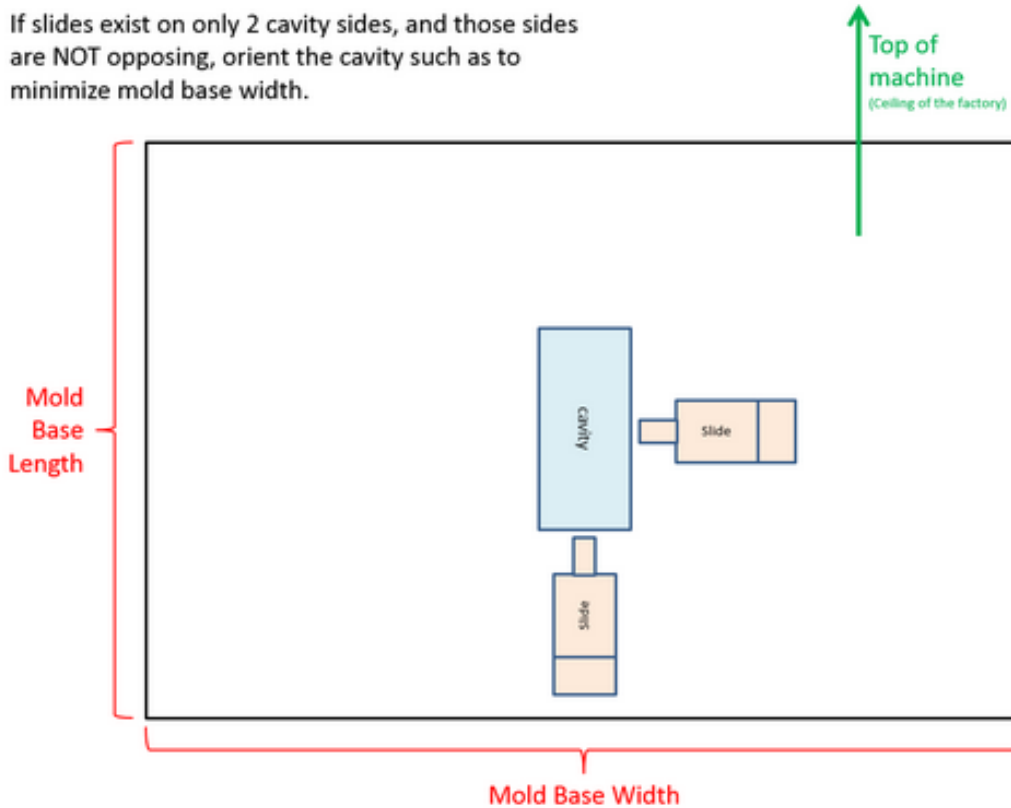 If slides exist on only 2 cavity sides, and those sides
are NOT opposing, orient the cavity such as to
minimize mold base width.
Top of
machine
(Ceiling of the factory)
Mold
Base
Length
cavity
Slide
Slide
Mold Base Width